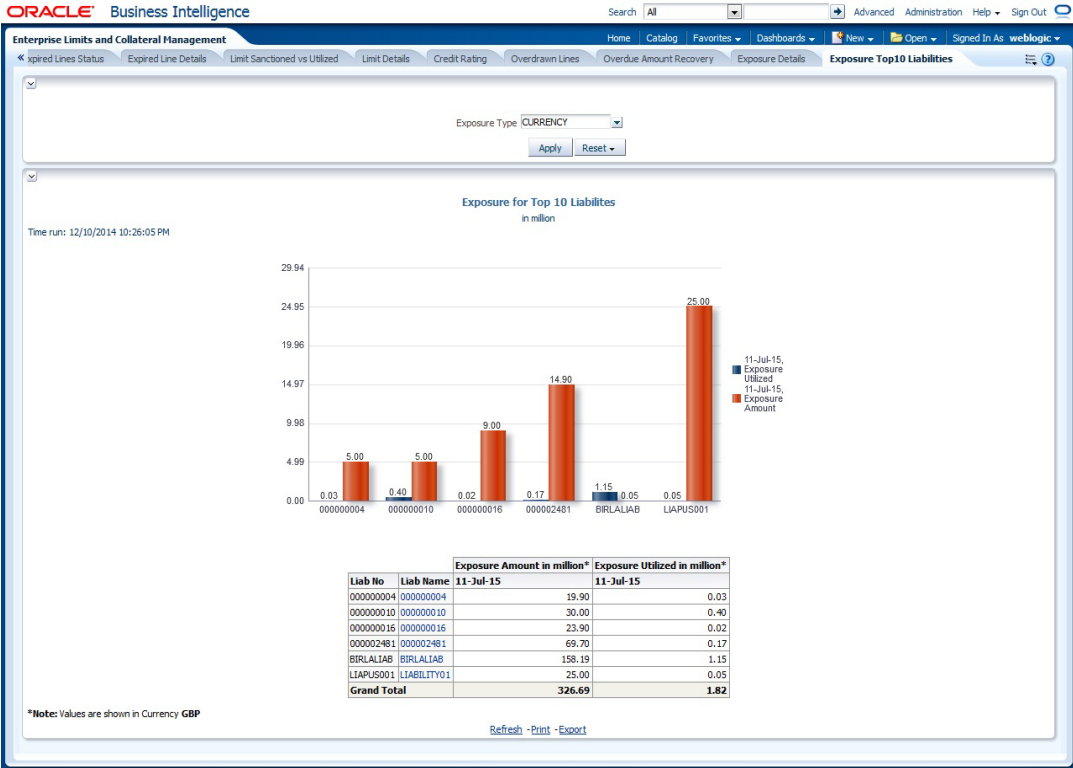 ORACLE Business Intelligence
Search All Advanced Administration Help Sign Out
Enterprise Limits and Collateral Management
Home Catalog Favorites Dashboards New Open Signed In As weblogic
« xpired Lines Status Expired Line Details Limit Sanctioned vs Utilized Limit Details Credit Rating Overdrawn Lines Overdue Amount Recovery Exposure Details Exposure Top10 Liabilities ?
Exposure Type CURRENCY
Apply Reset
Exposure for Top 10 Liabilites
in million
Time run: 12/10/2014 10:26:05 PM
29.94
24.95
19.96
14.97
9.98
4.99
0.00
0.03 5.00 0.40 5.00 0.02 9.00 0.17 14.90 1.15 0.05 0.05 25.00
000000004 000000010 000000016 000002481 BIRLALIAB LIAPUS001
11-Jul-15,
Exposure
Utilized
11-Jul-15,
Exposure
Amount
Exposure Amount in million* Exposure Utilized in million*
Liab No Liab Name 11-Jul-15 11-Jul-15
000000004 000000004 19.90 0.03
000000010 000000010 30.00 0.40
000000016 000000016 23.90 0.02
000002481 000002481 69.70 0.17
BIRLALIAB BIRLALIAB 158.19 1.15
LIAPUS001 LIABILITY01 25.00 0.05
Grand Total 326.69 1.82
*Note: Values are shown in Currency GBP
Refresh - Print - Export